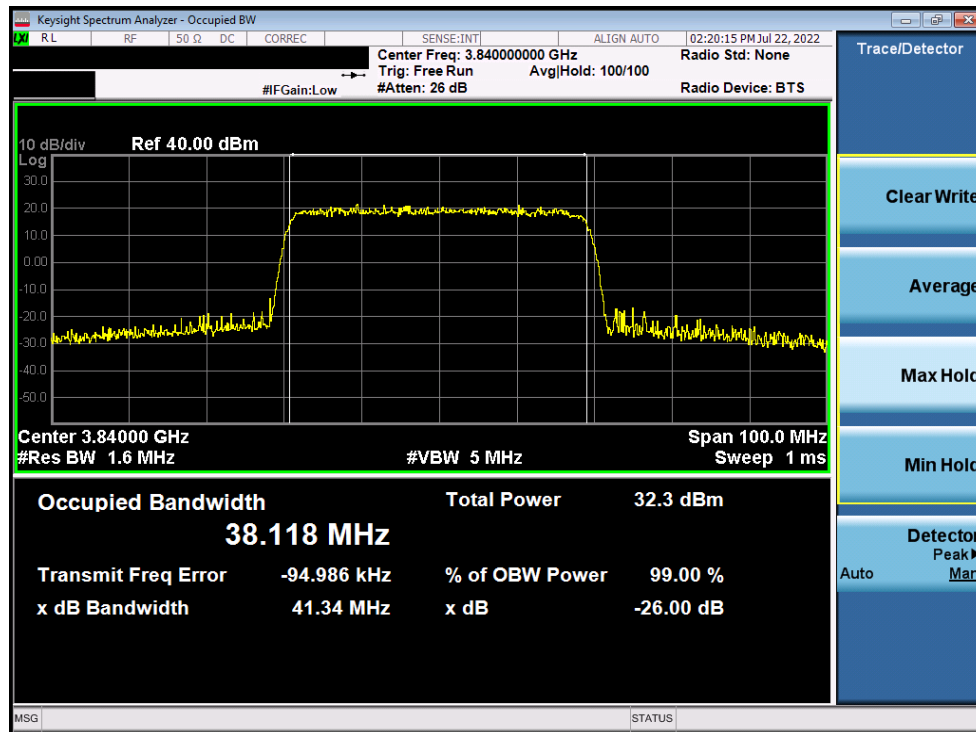 Keysight Spectrum Analyzer - Occupied BW
LXI RL RF 50 Ω DC CORREC SENSE:INT ALIGN AUTO 02:20:15 PM Jul 22, 2022
Center Freq: 3.840000000 GHz Radio Std: None
Trig: Free Run Avg|Hold: 100/100
#IFGain:Low #Atten: 26 dB Radio Device: BTS
10 dB/div Ref 40.00 dBm
Log
30.0
20.0
10.0
0.00
-10.0
-20.0
-30.0
-40.0
-50.0
Center 3.84000 GHz Span 100.0 MHz
#Res BW 1.6 MHz #VBW 5 MHz Sweep 1 ms
Occupied Bandwidth Total Power 32.3 dBm
38.118 MHz
Transmit Freq Error -94.986 kHz % of OBW Power 99.00 %
x dB Bandwidth 41.34 MHz x dB -26.00 dB
MSG STATUS
Trace/Detector
Clear Write
Average
Max Hold
Min Hold
Detector
Peak▶
Auto Man